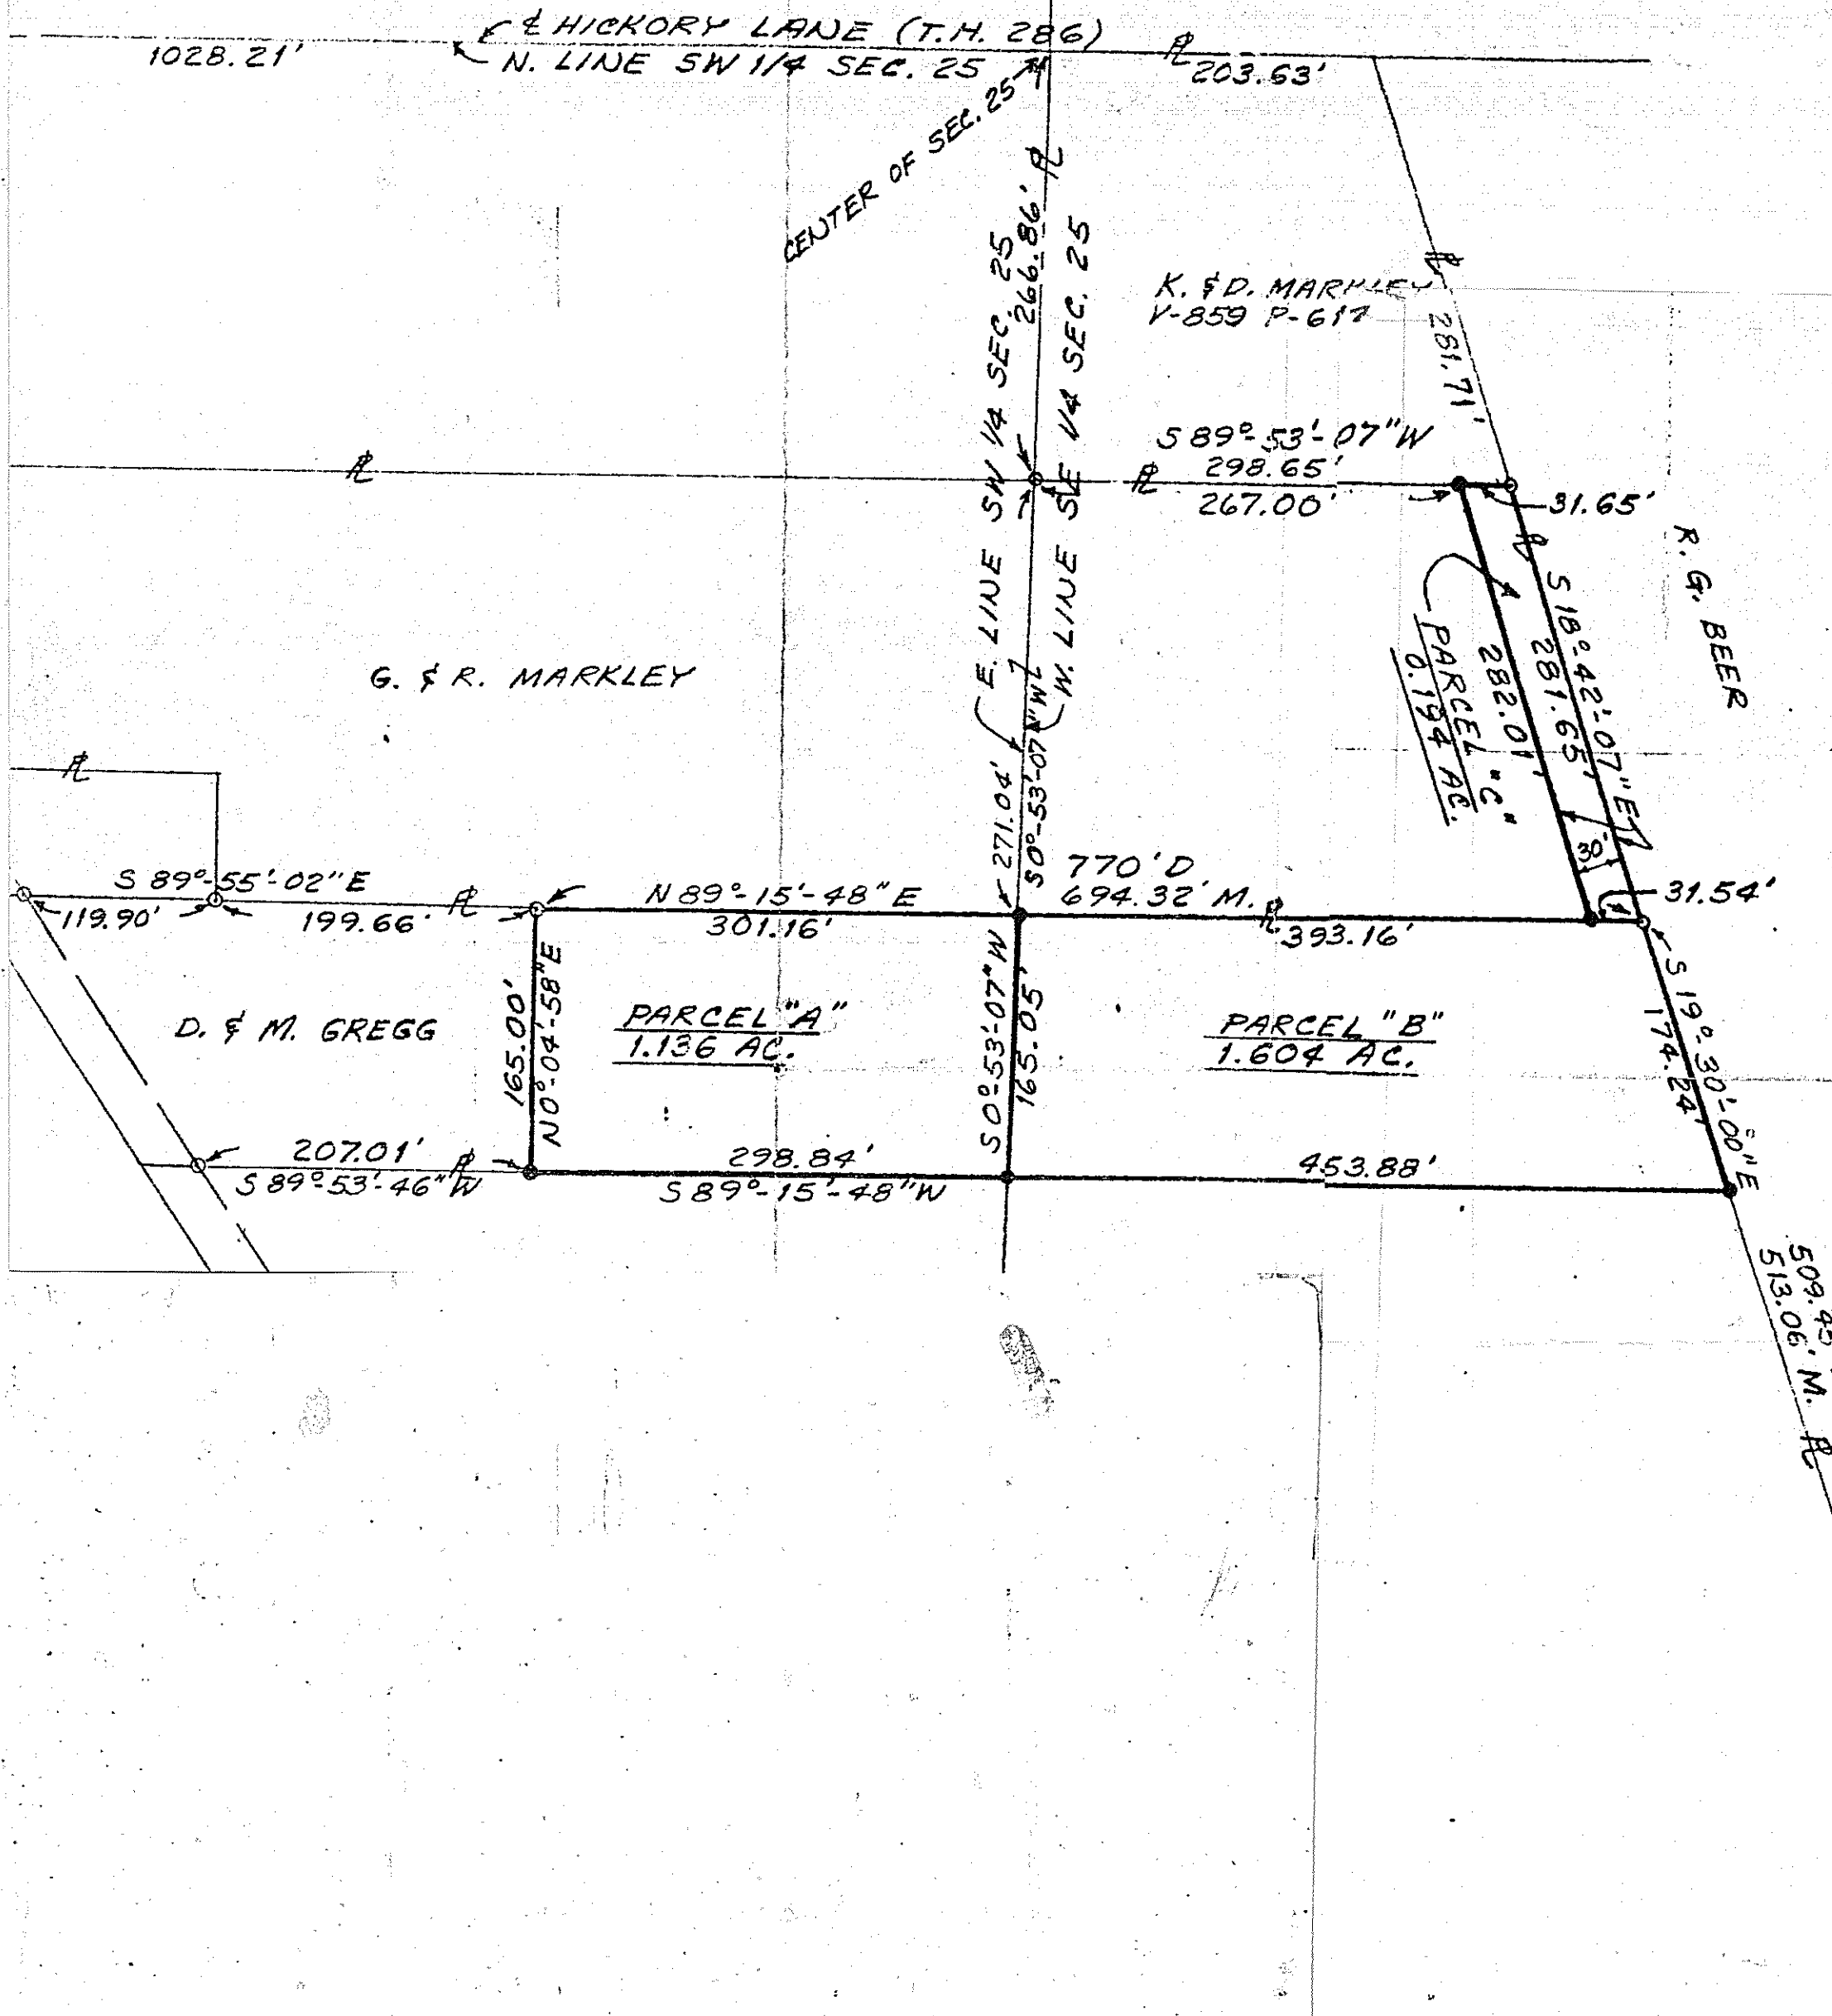 ℄ HICKORY LANE (T.H. 286)
1028.21'
N. LINE SW 1/4 SEC. 25
℄
203.63'
CENTER OF SEC. 25
E. LINE SW 1/4 SEC. 25
266.86' ⅊
W. LINE SE 1/4 SEC. 25
K. & D. MARKLEY
V-859 P-617
⅊
281.71'
⅊
S 89°-53'-07" W
⅊ 298.65'
267.00'
31.65'
⅊
R. G. BEER
S 18°-42'-07" E
281.65'
282.01'
PARCEL "C"
0.194 AC.
G. & R. MARKLEY
⅊
271.04'
S0°-53'-07"W
30'
S 89°-55'-02" E
119.90'
199.66' ⅊
N 89°-15'-48" E
301.16'
770' D
694.32' M. ⅊
393.16'
31.54'
D. & M. GREGG
165.00'
N0°-04'-58"E
PARCEL "A"
1.136 AC.
S0°-53'-07"W
165.05'
PARCEL "B"
1.604 AC.
S 19°-30'-00" E
174.24'
207.01' ⅊
S 89°-53'-46" W
298.84'
S 89°-15'-48" W
453.88'
513.06' M. ⅊